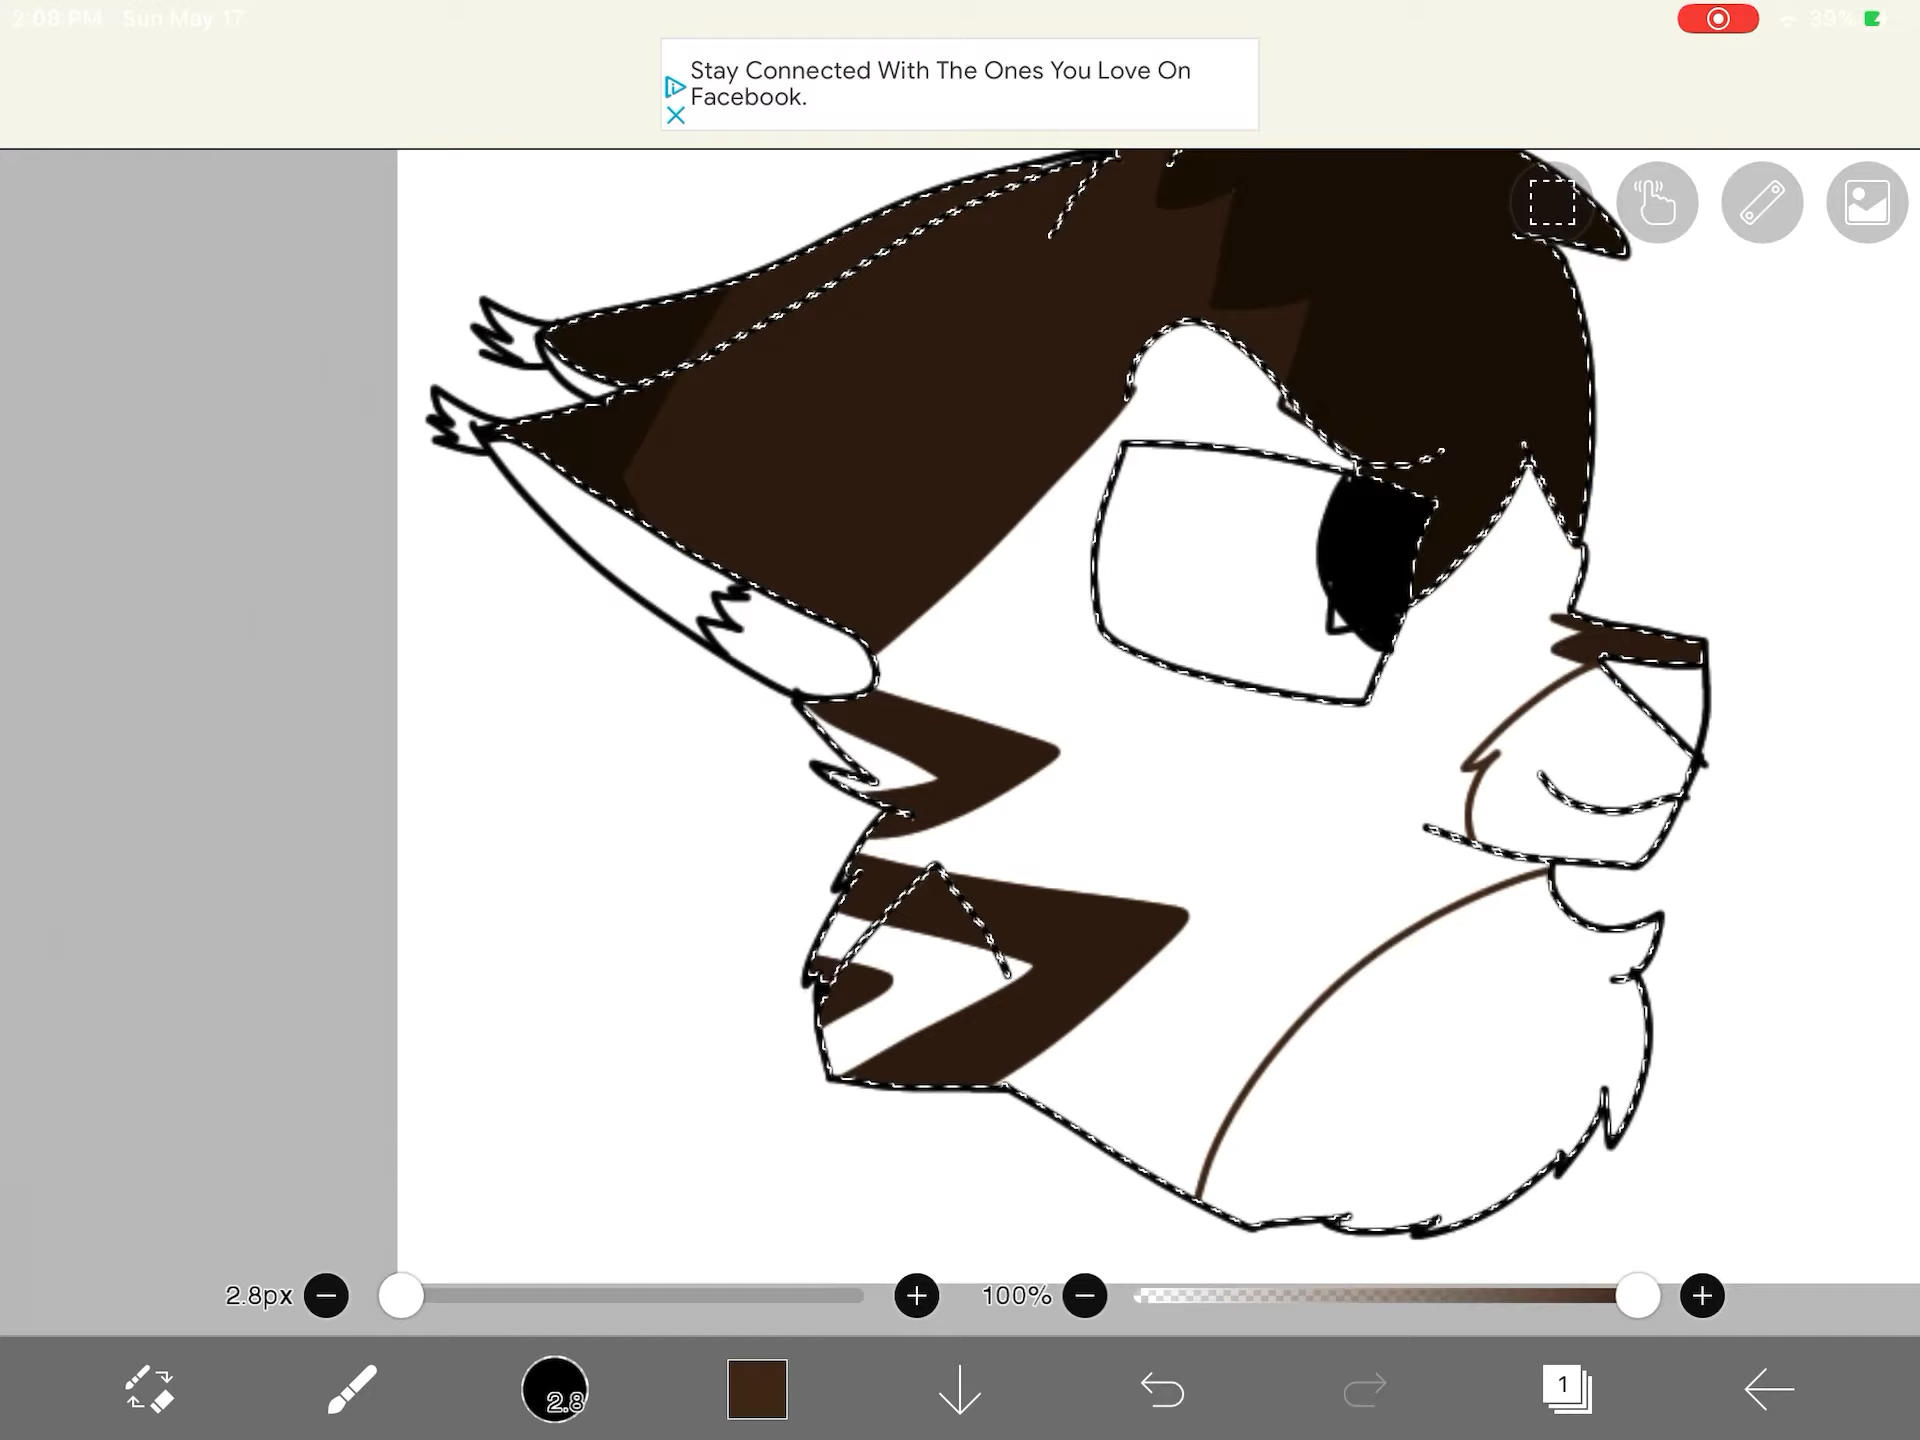 2:08 PM Sun May 17
39%
Stay Connected With The Ones You Love On
Facebook.
2.8px
100%
2.8
1